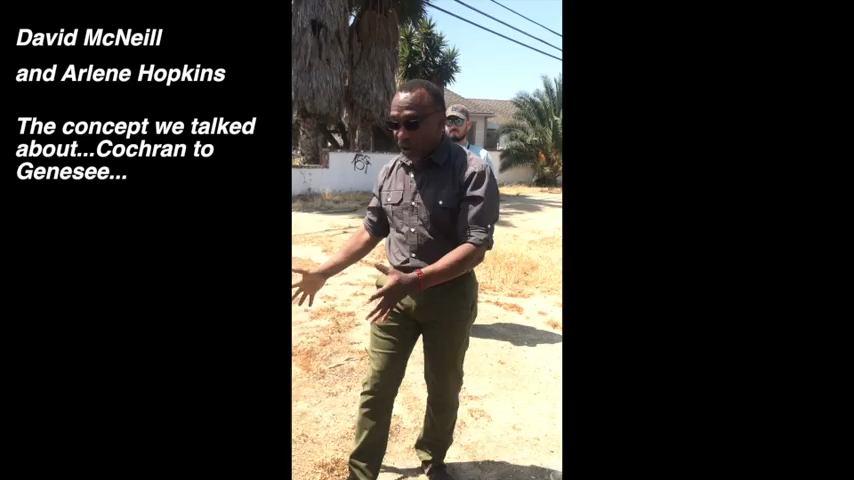 David McNeill
and Arlene Hopkins
The concept we talked
about...Cochran to
Genesee...